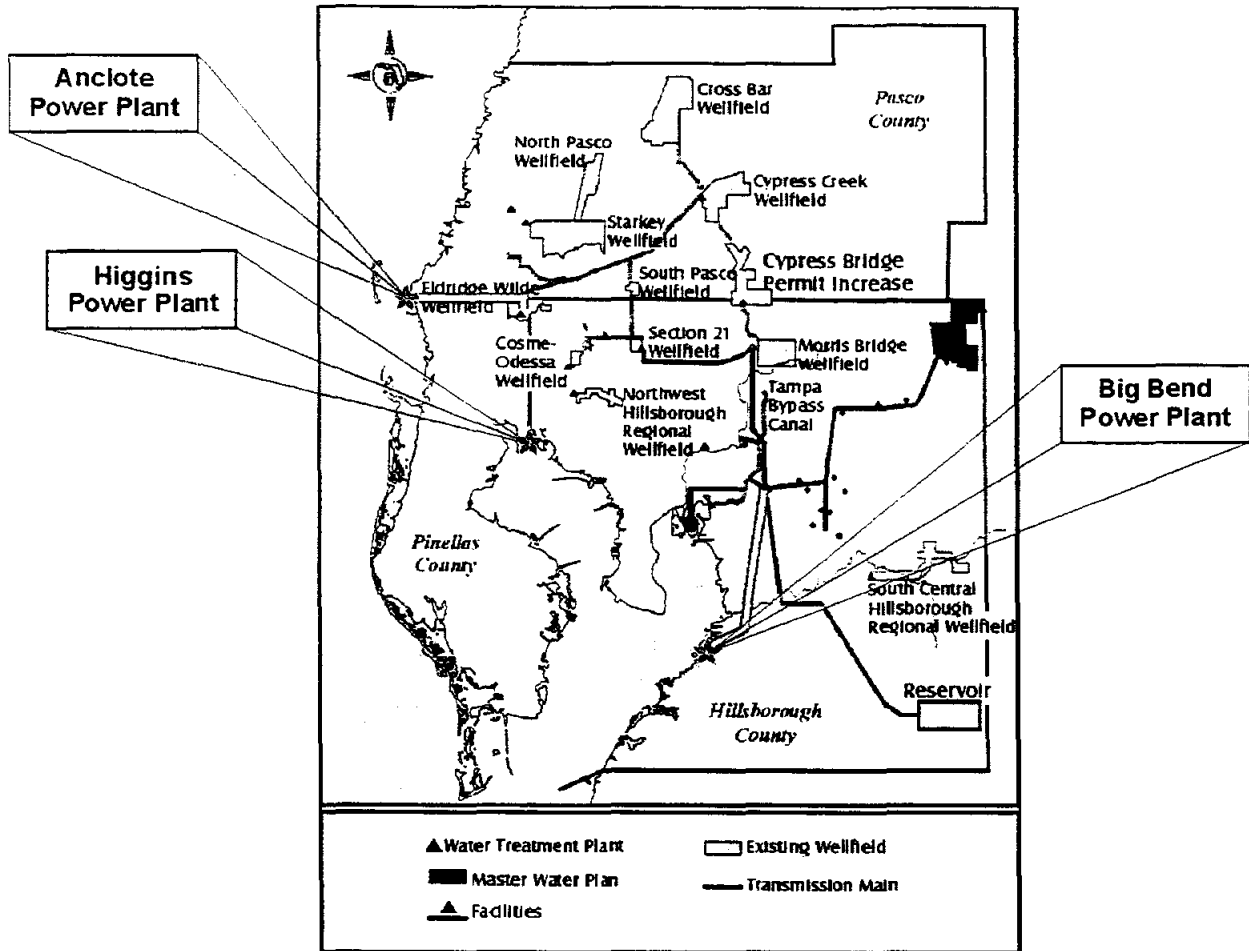 Anclote
Power Plant
Higgins
Power Plant
Big Bend
Power Plant
Cross Bar
Wellfield
Pasco
County
North Pasco
Wellfield
Cypress Creek
Wellfield
Starkey
Wellfield
South Pasco
Wellfield
Cypress Bridge
Permit Increase
Eldridge Wilde
Wellfield
Cosme-
Odessa
Wellfield
Section 21
Wellfield
Morris Bridge
Wellfield
Northwest
Hillsborough
Regional
Wellfield
Tampa
Bypass
Canal
Pinellas
County
South Central
Hillsborough
Regional Wellfield
Reservoir
Hillsborough
County
Water Treatment Plant
Existing Wellfield
Master Water Plan
Transmission Main
Facilities